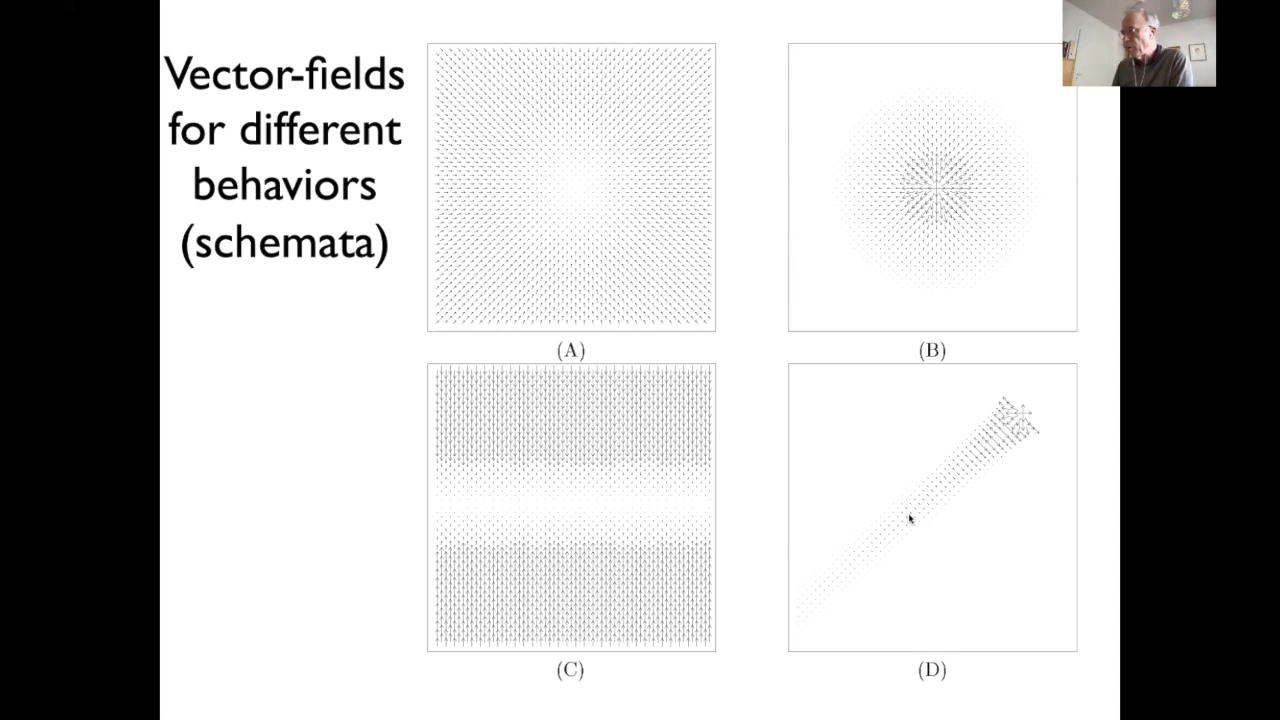 Vector-fields
for different
behaviors
(schemata)
(A)
(B)
(C)
(D)